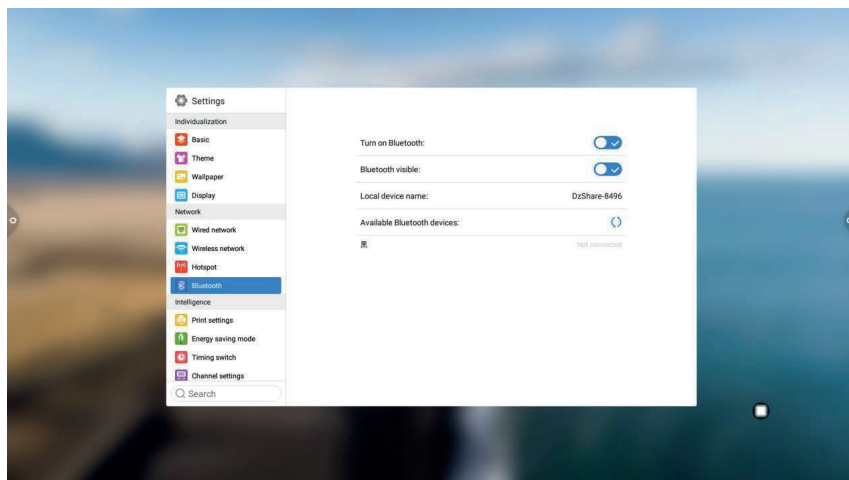 Settings
Individualization
Basic
Theme
Wallpaper
Display
Network
Wired network
Wireless network
Hotspot
Bluetooth
Intelligence
Print settings
Energy saving mode
Timing switch
Channel settings
Search
Turn on Bluetooth:
Bluetooth visible:
Local device name: DzShare-8496
Available Bluetooth devices:
黑 Not connected